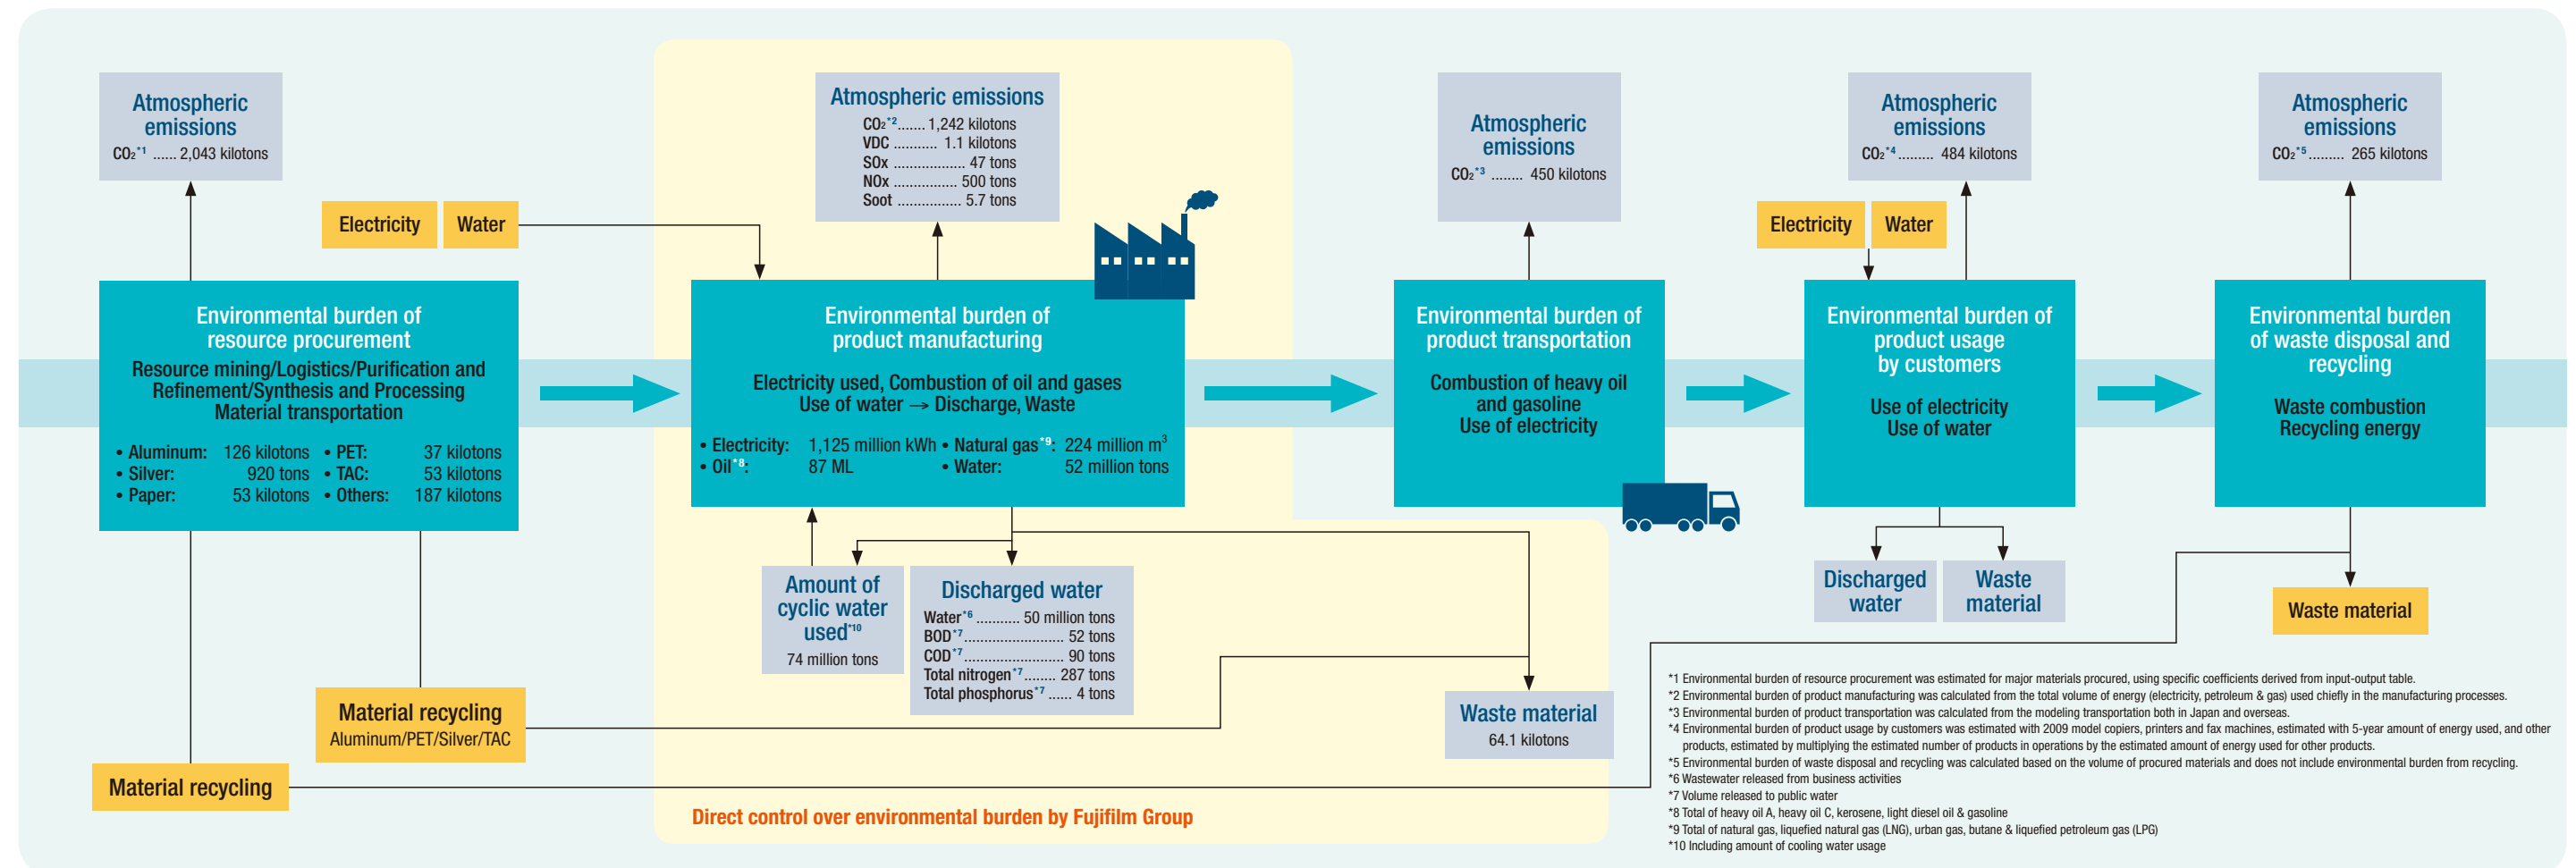 Atmospheric
emissions
CO2*1 ...... 2,043 kilotons
Electricity
Water
Environmental burden of
resource procurement
Resource mining/Logistics/Purification and
Refinement/Synthesis and Processing
Material transportation
• Aluminum: 126 kilotons • PET: 37 kilotons
• Silver: 920 tons • TAC: 53 kilotons
• Paper: 53 kilotons • Others: 187 kilotons
Material recycling
Aluminum/PET/Silver/TAC
Material recycling
Atmospheric emissions
CO2*2....... 1,242 kilotons
VDC ........... 1.1 kilotons
SOx .................. 47 tons
NOx ................ 500 tons
Soot ................ 5.7 tons
Environmental burden of
product manufacturing
Electricity used, Combustion of oil and gases
Use of water → Discharge, Waste
• Electricity: 1,125 million kWh • Natural gas*9: 224 million m3
• Oil*8: 87 ML • Water: 52 million tons
Amount of
cyclic water
used*10
74 million tons
Discharged water
Water*6 ........... 50 million tons
BOD*7......................... 52 tons
COD*7......................... 90 tons
Total nitrogen*7........ 287 tons
Total phosphorus*7 ...... 4 tons
Waste material
64.1 kilotons
Direct control over environmental burden by Fujifilm Group
Atmospheric
emissions
CO2*3 ........ 450 kilotons
Environmental burden of
product transportation
Combustion of heavy oil
and gasoline
Use of electricity
Atmospheric
emissions
CO2*4......... 484 kilotons
Electricity
Water
Environmental burden of
product usage
by customers
Use of electricity
Use of water
Discharged
water
Waste
material
Atmospheric
emissions
CO2*5......... 265 kilotons
Environmental burden
of waste disposal and
recycling
Waste combustion
Recycling energy
Waste material
*1 Environmental burden of resource procurement was estimated for major materials procured, using specific coefficients derived from input-output table.
*2 Environmental burden of product manufacturing was calculated from the total volume of energy (electricity, petroleum & gas) used chiefly in the manufacturing processes.
*3 Environmental burden of product transportation was calculated from the modeling transportation both in Japan and overseas.
*4 Environmental burden of product usage by customers was estimated with 2009 model copiers, printers and fax machines, estimated with 5-year amount of energy used, and other
products, estimated by multiplying the estimated number of products in operations by the estimated amount of energy used for other products.
*5 Environmental burden of waste disposal and recycling was calculated based on the volume of procured materials and does not include environmental burden from recycling.
*6 Wastewater released from business activities
*7 Volume released to public water
*8 Total of heavy oil A, heavy oil C, kerosene, light diesel oil & gasoline
*9 Total of natural gas, liquefied natural gas (LNG), urban gas, butane & liquefied petroleum gas (LPG)
*10 Including amount of cooling water usage